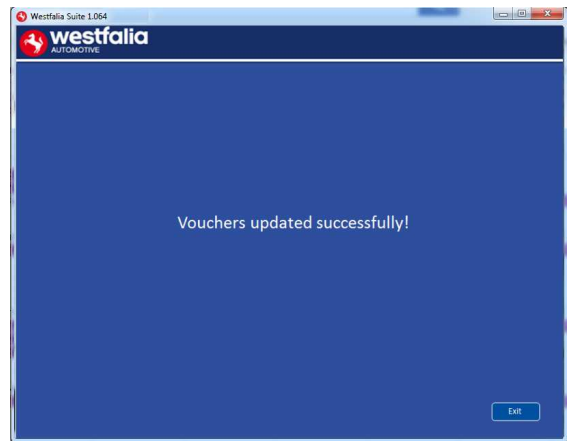 Westfalia Suite 1.064
westfalia
AUTOMOTIVE
Vouchers updated successfully!
Exit